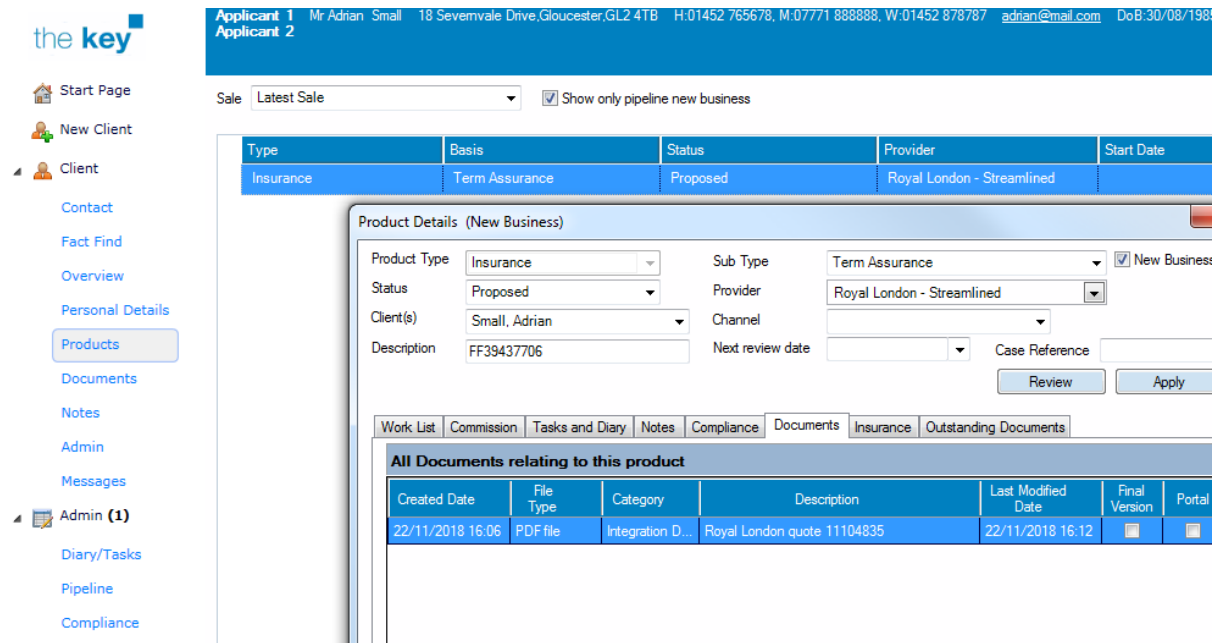 the key
Start Page
New Client
Client
Contact
Fact Find
Overview
Personal Details
Products
Documents
Notes
Admin
Messages
Admin (1)
Diary/Tasks
Pipeline
Compliance
Applicant 1 Mr Adrian Small 18 Severnvale Drive,Gloucester,GL2 4TB H:01452 765678, M:07771 888888, W:01452 878787 adrian@mail.com DoB:30/08/198
Applicant 2
Sale Latest Sale Show only pipeline new business
Type Basis Status Provider Start Date
Insurance Term Assurance Proposed Royal London - Streamlined
Product Details (New Business)
Product Type Insurance Sub Type Term Assurance New Business
Status Proposed Provider Royal London - Streamlined
Client(s) Small, Adrian Channel
Description FF39437706 Next review date Case Reference
Review Apply
Work List Commission Tasks and Diary Notes Compliance Documents Insurance Outstanding Documents
All Documents relating to this product
Created Date File Type Category Description Last Modified Date Final Version Portal
22/11/2018 16:06 PDF file Integration D... Royal London quote 11104835 22/11/2018 16:12